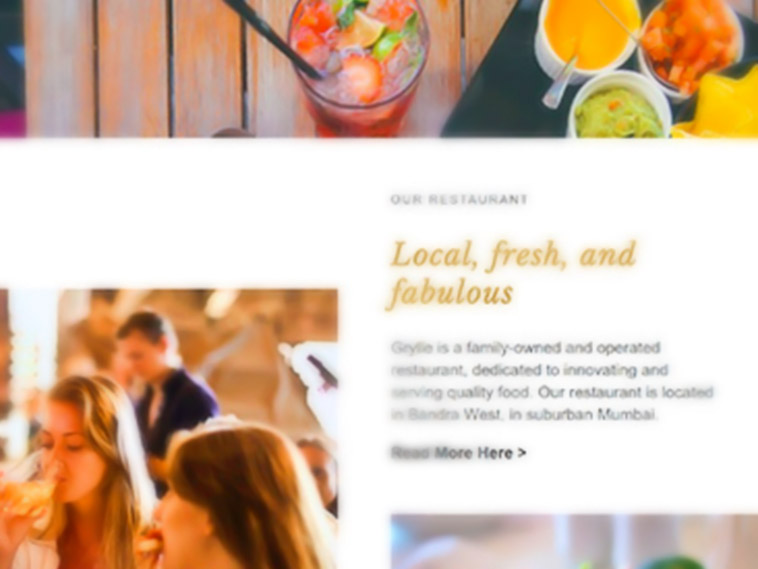 OUR RESTAURANT
Local, fresh, and
fabulous
is a family-owned and operated
restaurant, dedicated to innovating and
serving quality food. Our restaurant is located
in Bandra West, in suburban Mumbai.
Read More Here >